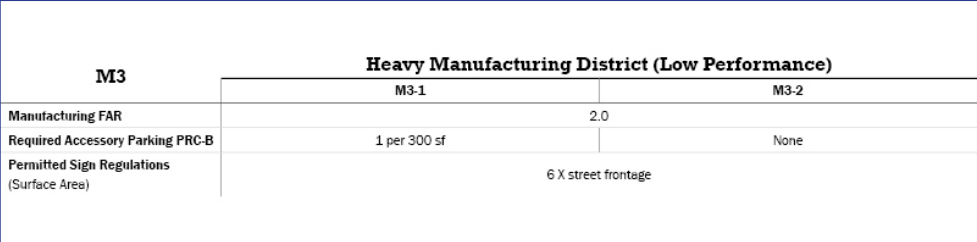 Heavy Manufacturing District (Low Performance)
M3
M3-1 M3-2
Manufacturing FAR 2.0
Required Accessory Parking PRC-B 1 per 300 sf None
Permitted Sign Regulations
(Surface Area) 6 X street frontage